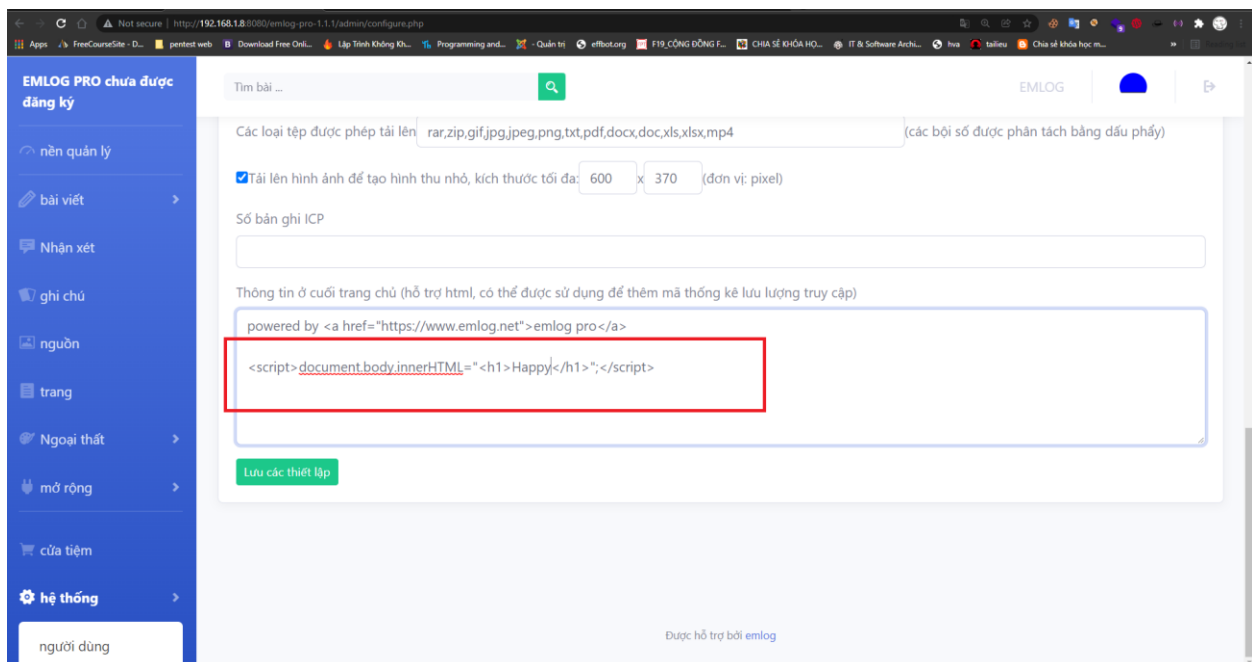 Not secure | http://192.168.1.8:8080/emlog-pro-1.1.1/admin/configure.php
Apps FreeCourseSite - D... pentest web Download Free Onli... Lập Trình Không Kh... Programming and... - Quản trị effbot.org F19_CỘNG ĐỒNG F... CHIA SẺ KHÓA HỌ... IT & Software Archi... hva tailieu Chia sẻ khóa học m... »
EMLOG PRO chưa được đăng ký
Tìm bài ...
EMLOG
nền quản lý
bài viết
Nhận xét
ghi chú
nguồn
trang
Ngoại thất
mở rộng
cửa tiệm
hệ thống
người dùng
Các loại tệp được phép tải lên rar,zip,gif,jpg,jpeg,png,txt,pdf,docx,doc,xls,xlsx,mp4 (các bội số được phân tách bằng dấu phẩy)
Tải lên hình ảnh để tạo hình thu nhỏ, kích thước tối đa: 600 x 370 (đơn vị: pixel)
Số bản ghi ICP
Thông tin ở cuối trang chủ (hỗ trợ html, có thể được sử dụng để thêm mã thống kê lưu lượng truy cập)
powered by <a href="https://www.emlog.net">emlog pro</a>
<script>document.body.innerHTML="<h1>Happy</h1>";</script>
Lưu các thiết lập
Được hỗ trợ bởi emlog